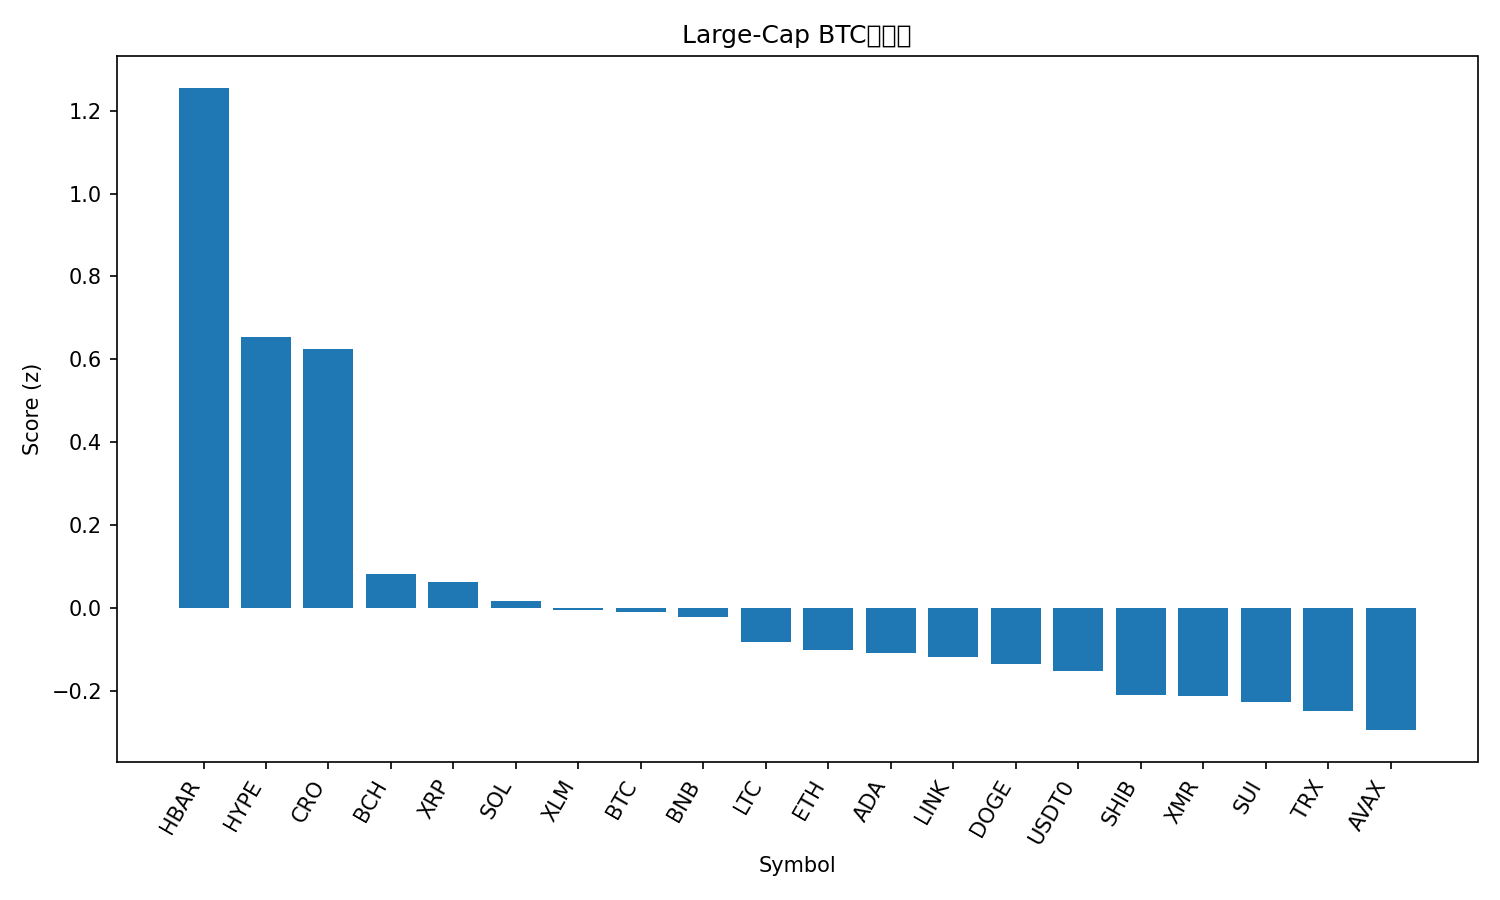 Large-Cap BTC
Score (z)
1.2
1.0
0.8
0.6
0.4
0.2
0.0
−0.2
HBAR
HYPE
CRO
BCH
XRP
SOL
XLM
BTC
BNB
LTC
ETH
ADA
LINK
DOGE
USDT0
SHIB
XMR
SUI
TRX
AVAX
Symbol